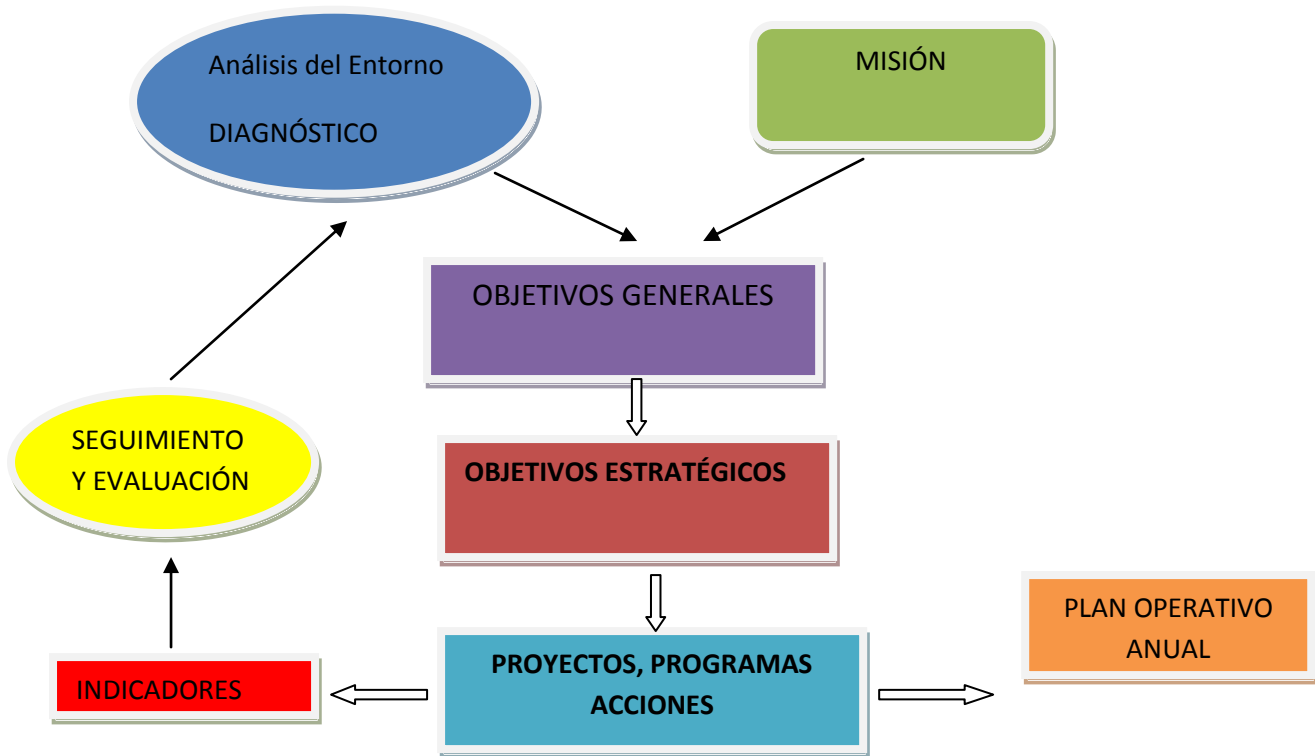 Análisis del Entorno
DIAGNÓSTICO
MISIÓN
OBJETIVOS GENERALES
SEGUIMIENTO
Y EVALUACIÓN
OBJETIVOS ESTRATÉGICOS
PLAN OPERATIVO
ANUAL
INDICADORES
PROYECTOS, PROGRAMAS
ACCIONES